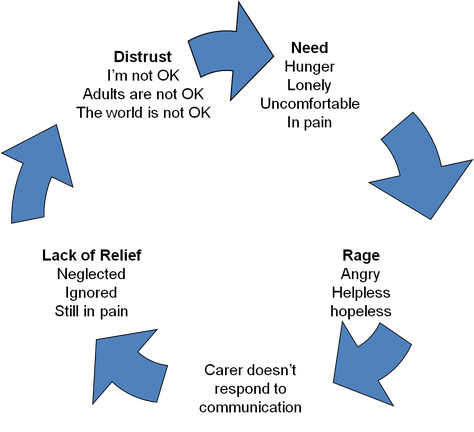 Distrust
I'm not OK
Adults are not OK
The world is not OK
Need
Hunger
Lonely
Uncomfortable
In pain
Rage
Angry
Helpless
hopeless
Carer doesn't
respond to
communication
Lack of Relief
Neglected
Ignored
Still in pain